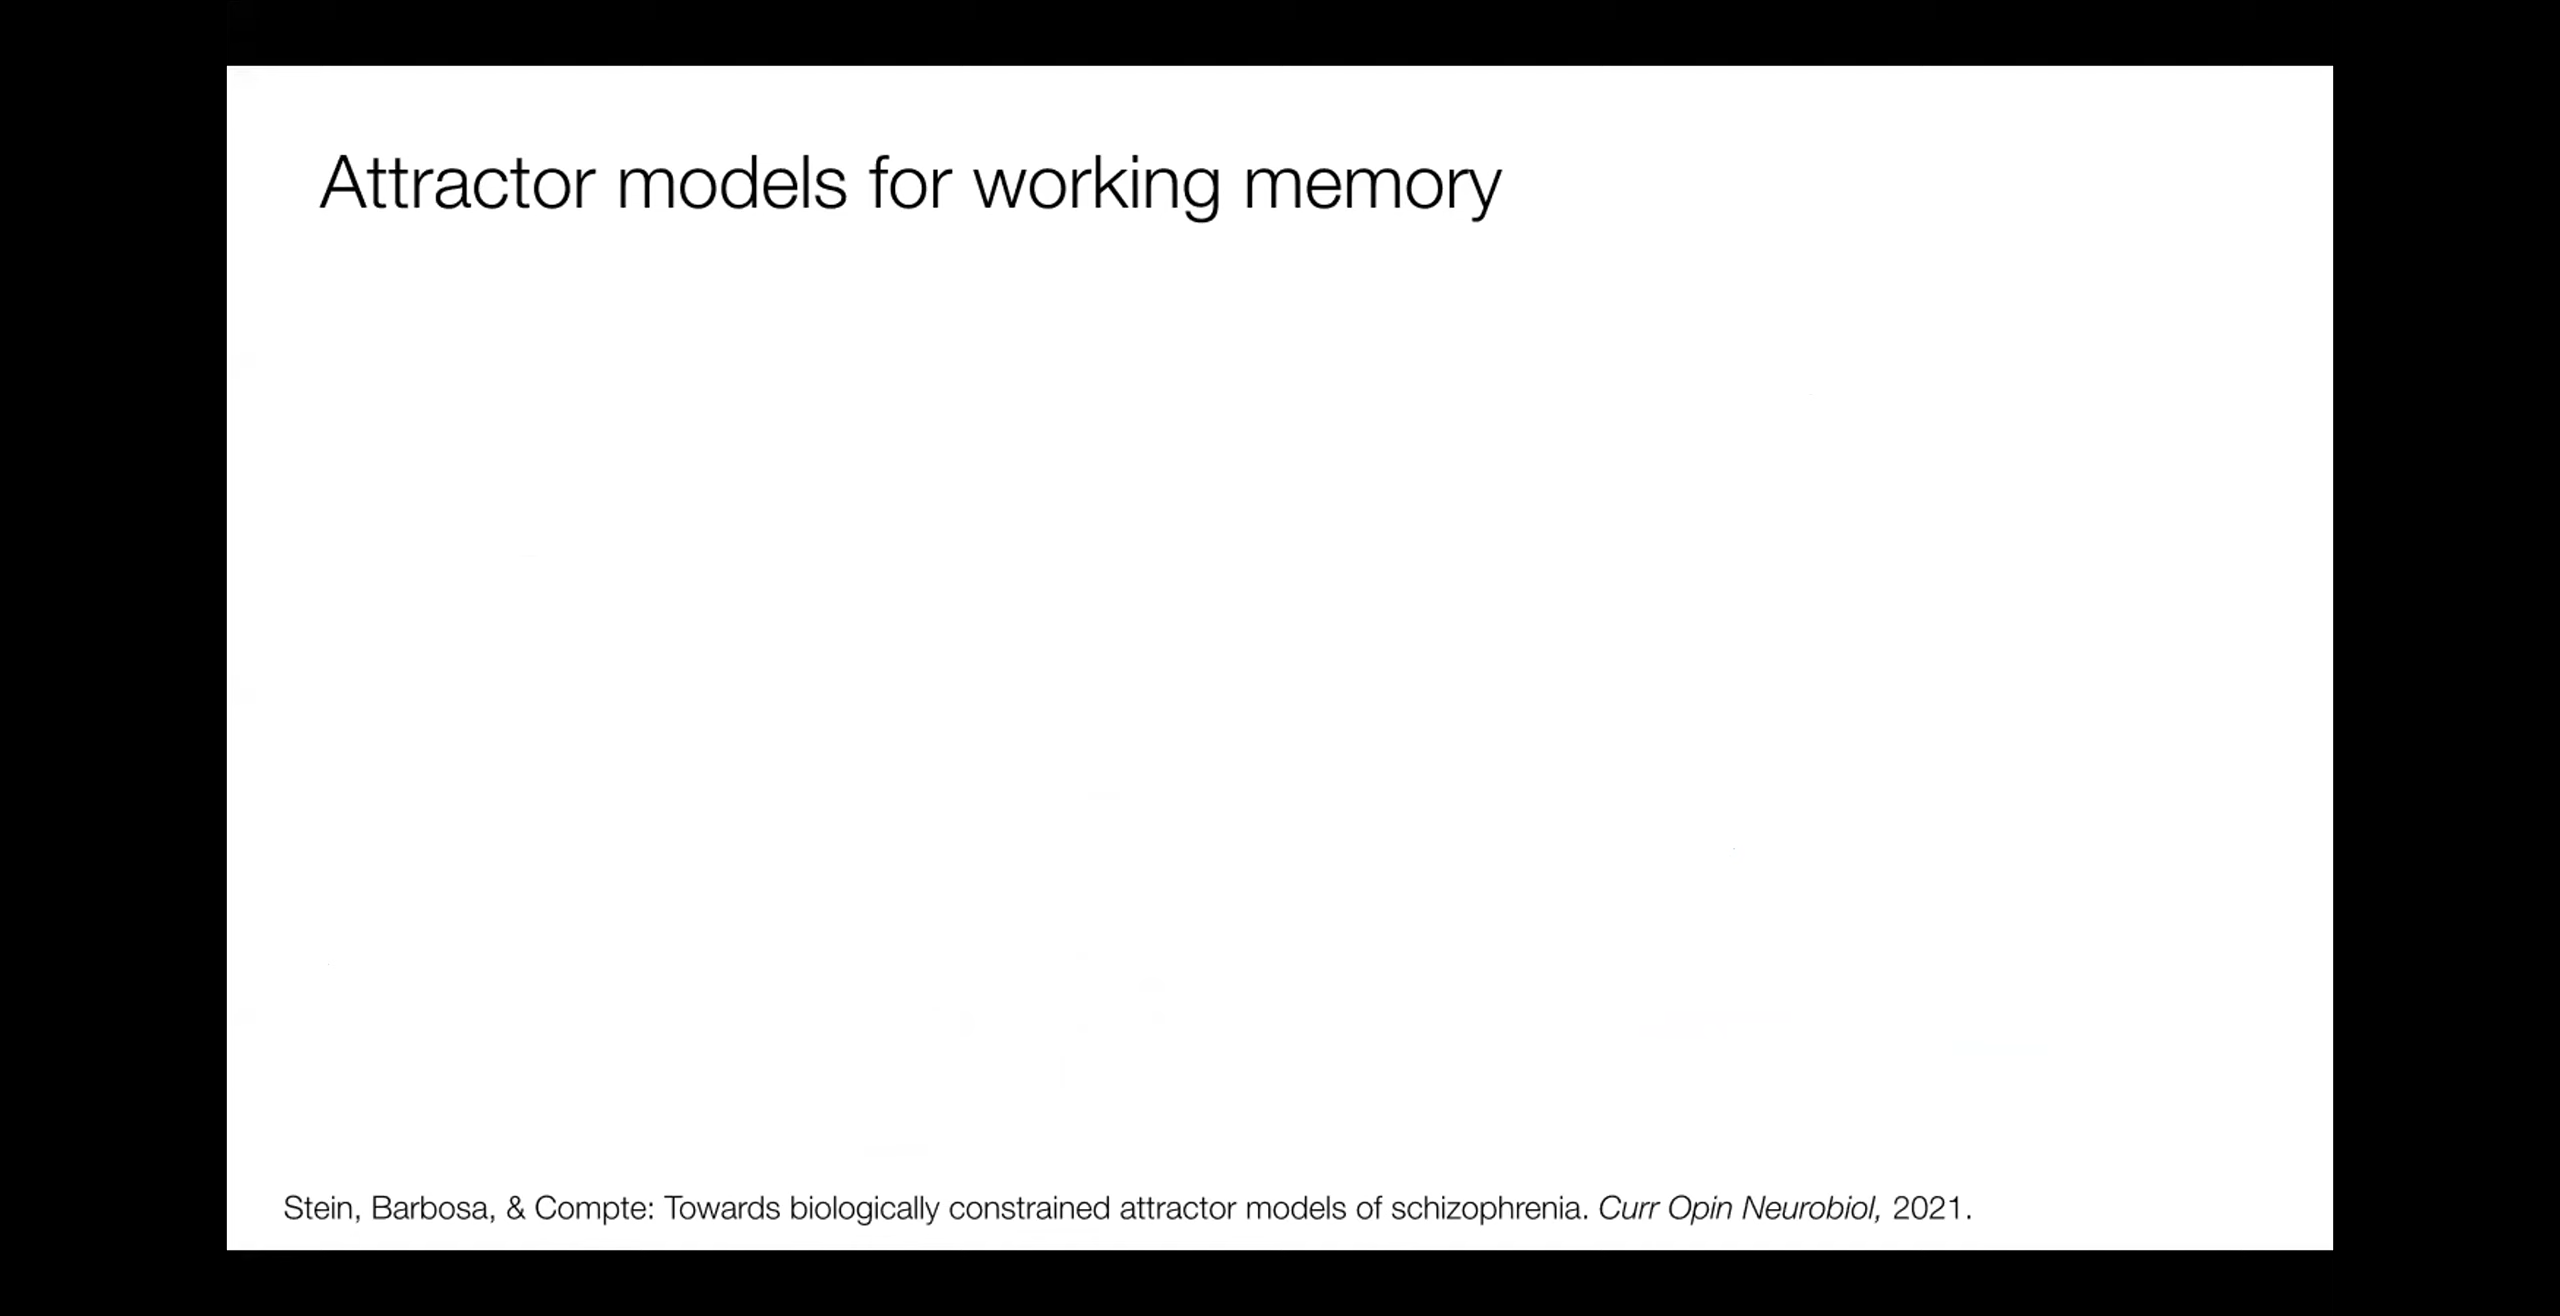 Attractor models for working memory
Stein, Barbosa, & Compte: Towards biologically constrained attractor models of schizophrenia. Curr Opin Neurobiol, 2021.